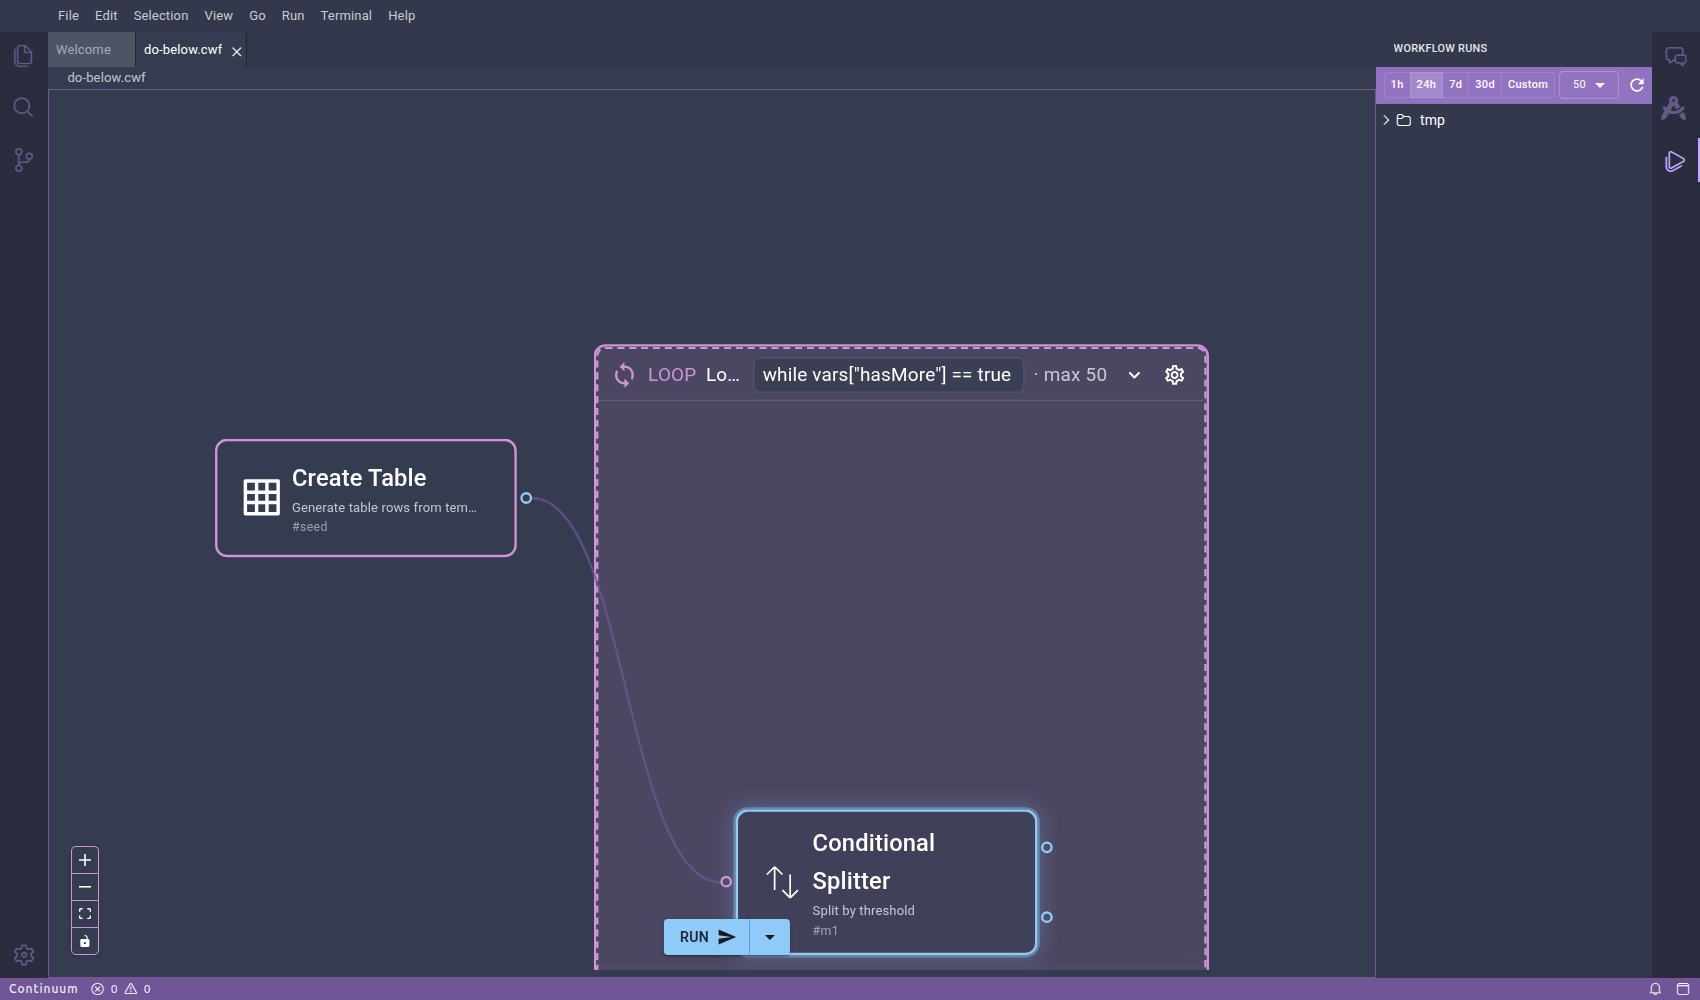 File Edit Selection View Go Run Terminal Help
Welcome
do-below.cwf
do-below.cwf
WORKFLOW RUNS
1h 24h 7d 30d Custom 50
tmp
LOOP Lo... while vars["hasMore"] == true · max 50
Create Table
Generate table rows from tem...
#seed
Conditional
Splitter
Split by threshold
#m1
RUN
Continuum 0 0